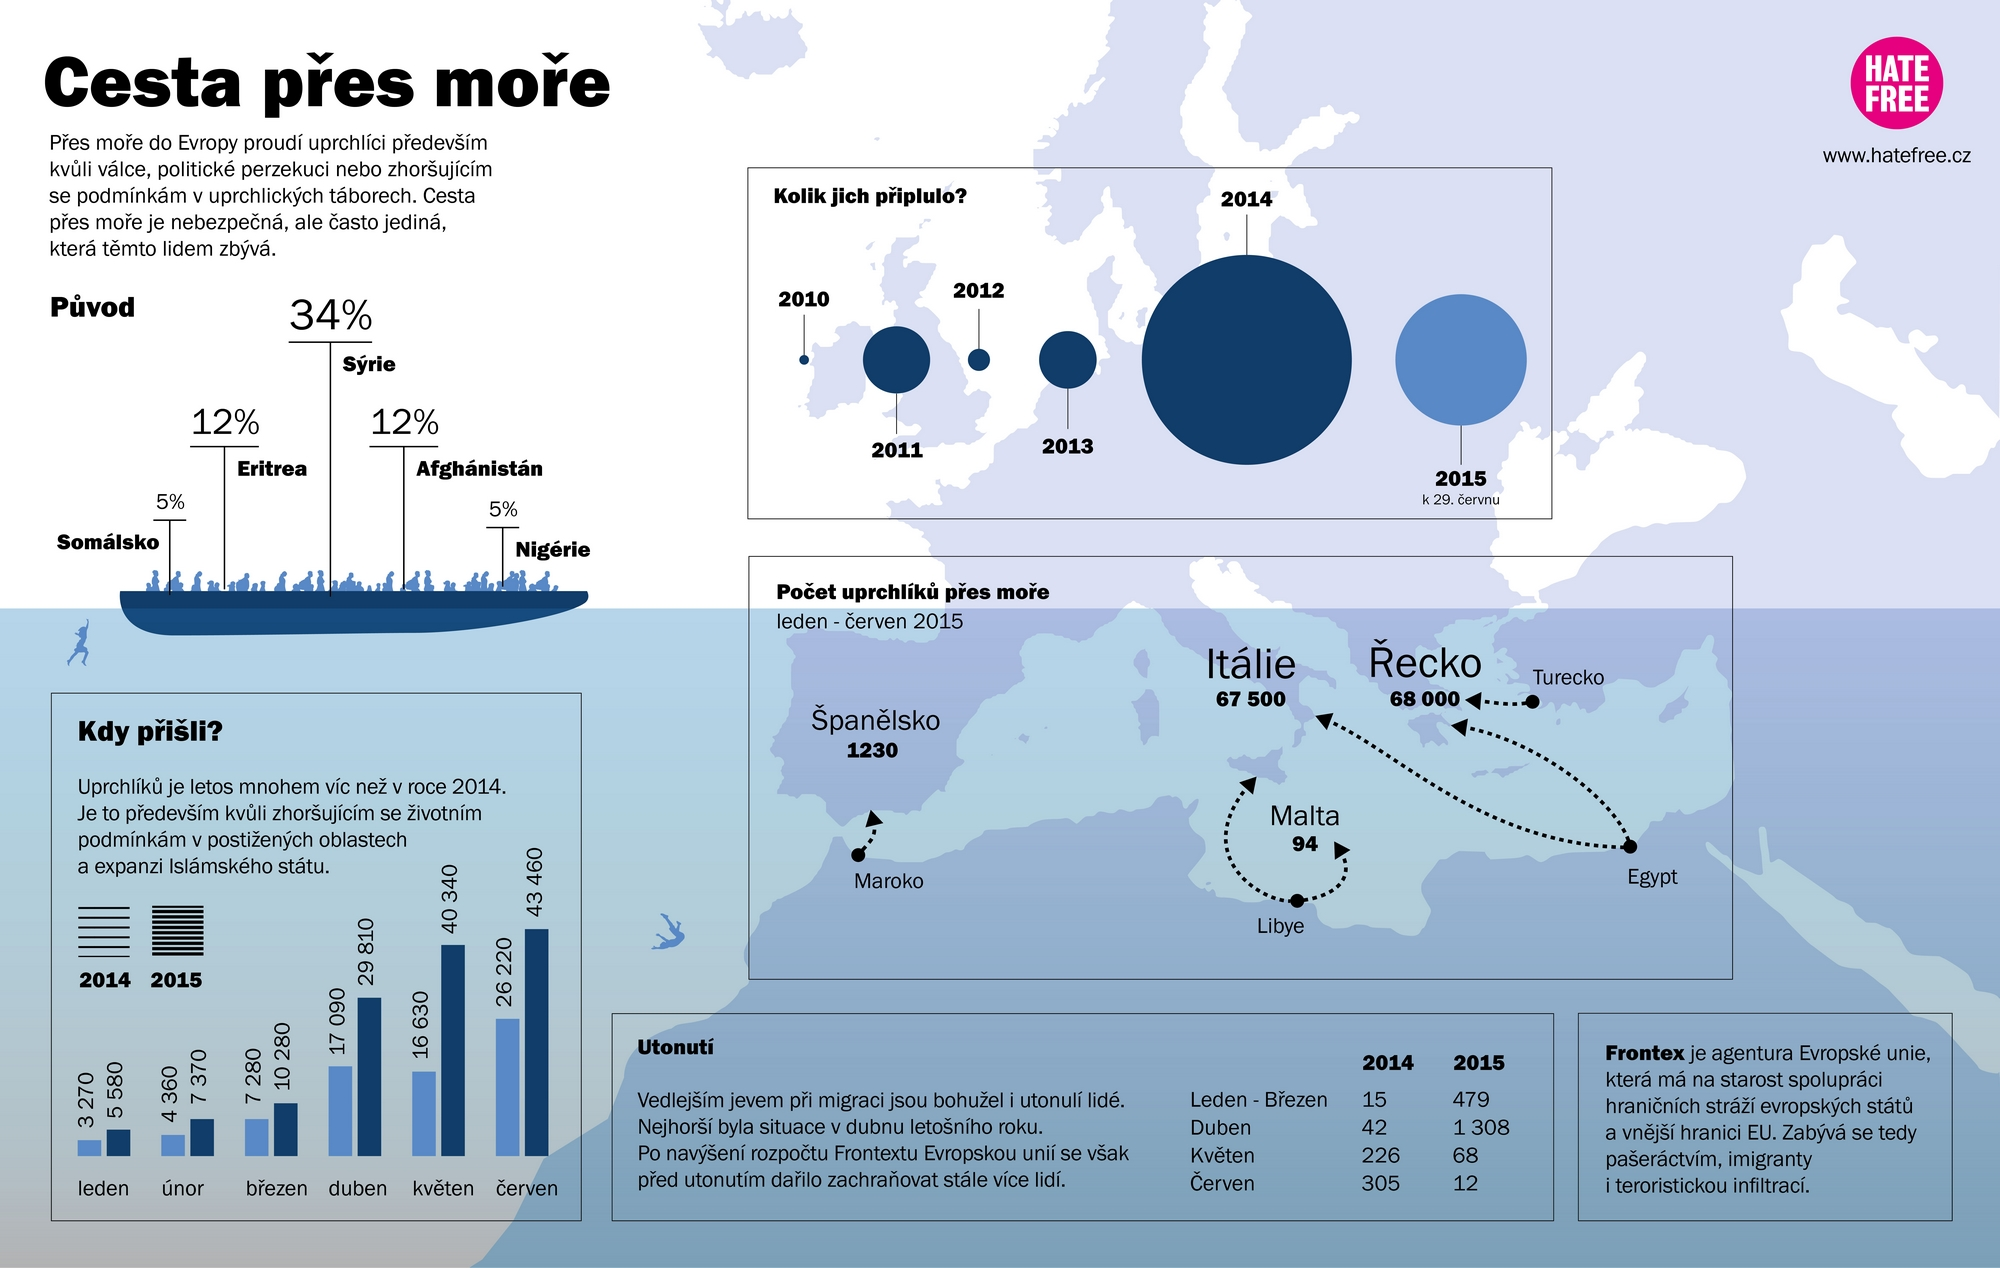 Cesta přes moře
Přes moře do Evropy proudí uprchlíci především
kvůli válce, politické perzekuci nebo zhoršujícím
se podmínkám v uprchlických táborech. Cesta
přes moře je nebezpečná, ale často jediná,
která těmto lidem zbývá.
HATE
FREE
www.hatefree.cz
Původ
34%
Sýrie
12%
Eritrea
12%
Afghánistán
5%
Somálsko
5%
Nigérie
Kolik jich připlulo?
2010
2011
2012
2013
2014
2015
k 29. červnu
Počet uprchlíků přes moře
leden - červen 2015
Španělsko
1230
Itálie
67 500
Řecko
68 000
Turecko
Malta
94
Maroko
Libye
Egypt
Kdy přišli?
Uprchlíků je letos mnohem víc než v roce 2014.
Je to především kvůli zhoršujícím se životním
podmínkám v postižených oblastech
a expanzi Islámského státu.
2014 2015
3 270
5 580
4 360
7 370
7 280
10 280
17 090
29 810
16 630
40 340
26 220
43 460
leden únor březen duben květen červen
Utonutí
Vedlejším jevem při migraci jsou bohužel i utonulí lidé.
Nejhorší byla situace v dubnu letošního roku.
Po navýšení rozpočtu Frontextu Evropskou unií se však
před utonutím dařilo zachraňovat stále více lidí.
2014 2015
Leden - Březen 15 479
Duben 42 1 308
Květen 226 68
Červen 305 12
Frontex je agentura Evropské unie,
která má na starost spolupráci
hraničních stráží evropských států
a vnější hranici EU. Zabývá se tedy
pašeráctvím, imigranty
i teroristickou infiltrací.